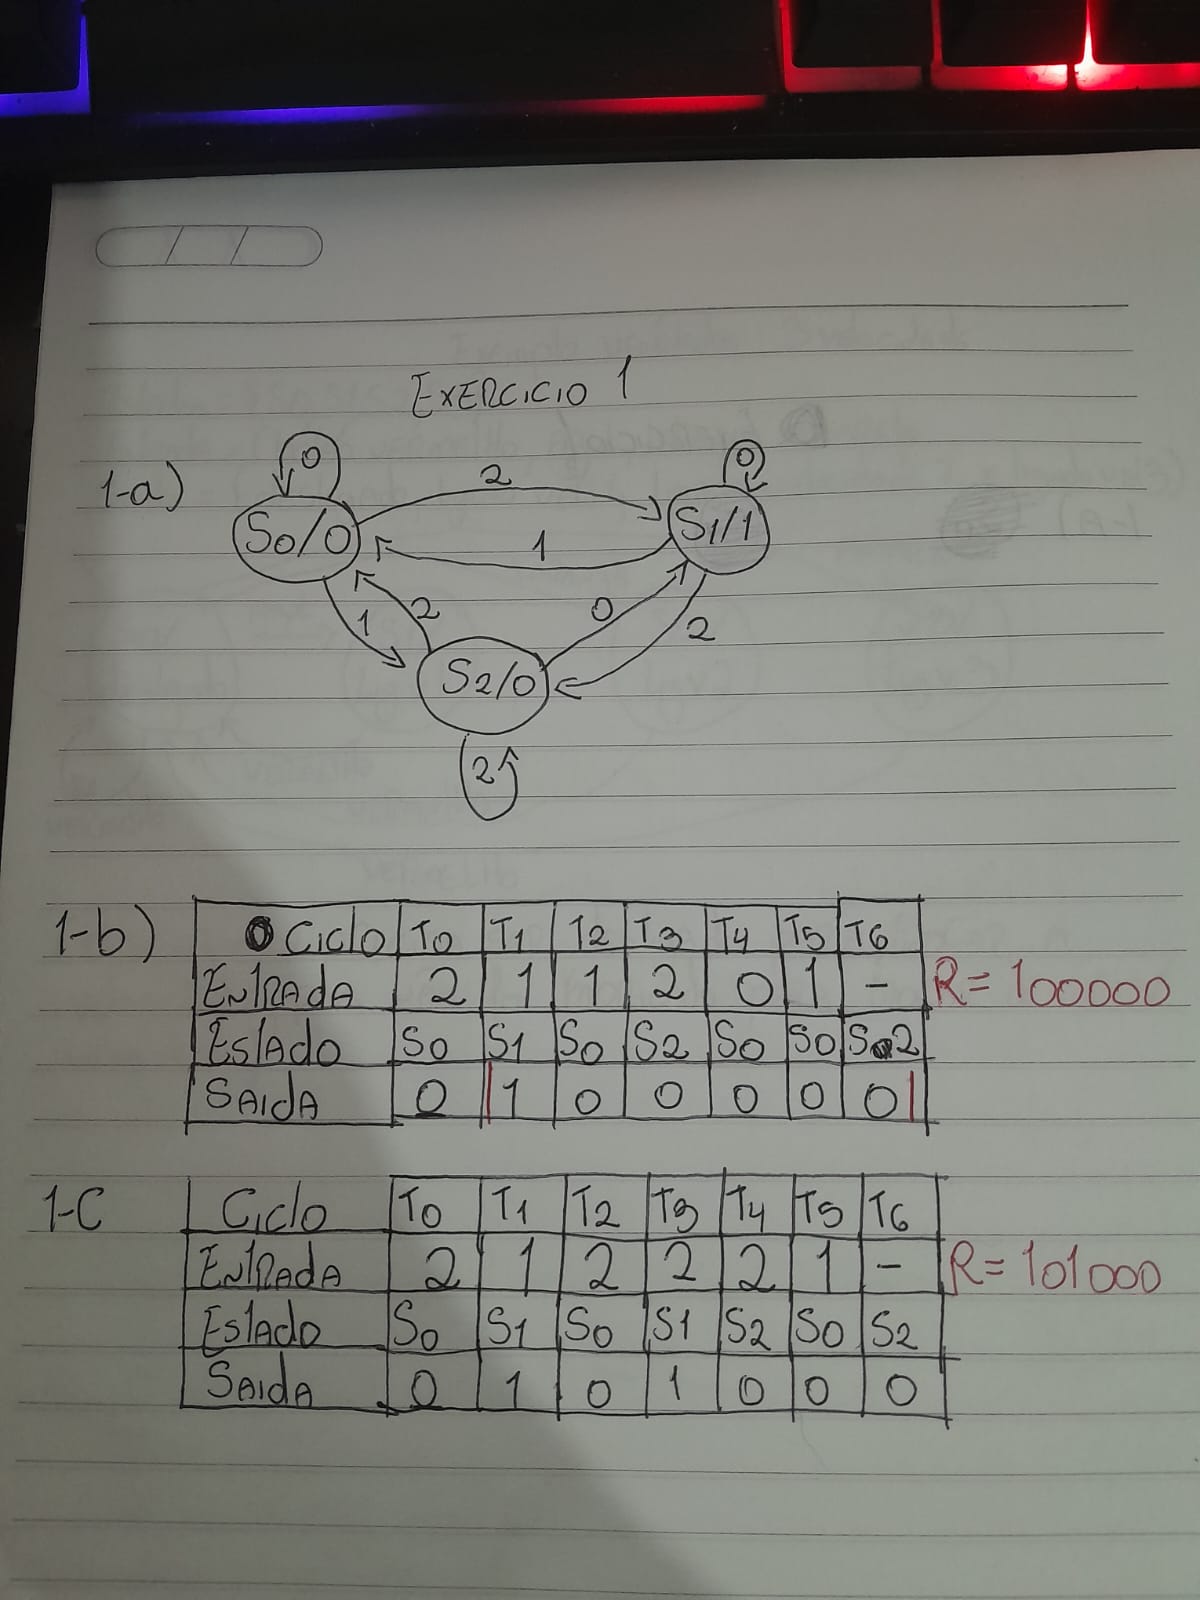 EXERCICIO 1
1-a)
0 0
2
S0/0 S1/1
1
1 2 0 2
S2/0
2
1-b) Ciclo T0 T1 T2 T3 T4 T5 T6
ENTRAdA 2 1 1 2 0 1 - R= 100000
EstAdo S0 S1 S0 S2 S0 S0 S2
SAIdA 0 1 0 0 0 0 0
1-C Ciclo T0 T1 T2 T3 T4 T5 T6
ENTRAdA 2 1 2 2 2 1 - R= 101000
EstAdo S0 S1 S0 S1 S2 S0 S2
SAIdA 0 1 0 1 0 0 0